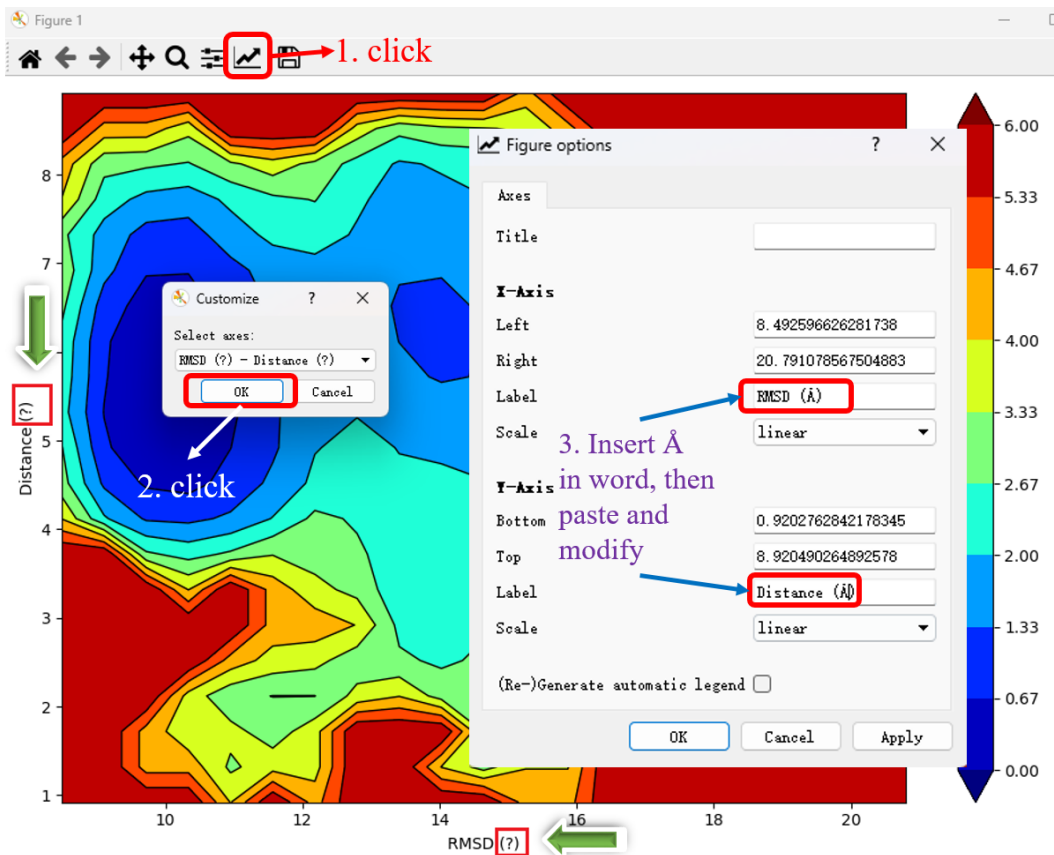 Figure 1
1. click
6.00
5.33
4.67
4.00
3.33
2.67
2.00
1.33
0.67
0.00
8
7
5
4
3
2
1
Distance (?)
10
12
14
16
18
20
RMSD (?)
Customize ?
Select axes:
RMSD (?) - Distance (?)
OK Cancel
2. click
Figure options ?
Axes
Title
X-Axis
Left 8.492596626281738
Right 20.791078567504883
Label RMSD (Å)
Scale linear
Y-Axis
Bottom 0.9202762842178345
Top 8.920490264892578
Label Distance (Å)
Scale linear
(Re-)Generate automatic legend
OK Cancel Apply
3. Insert Å
in word, then
paste and
modify